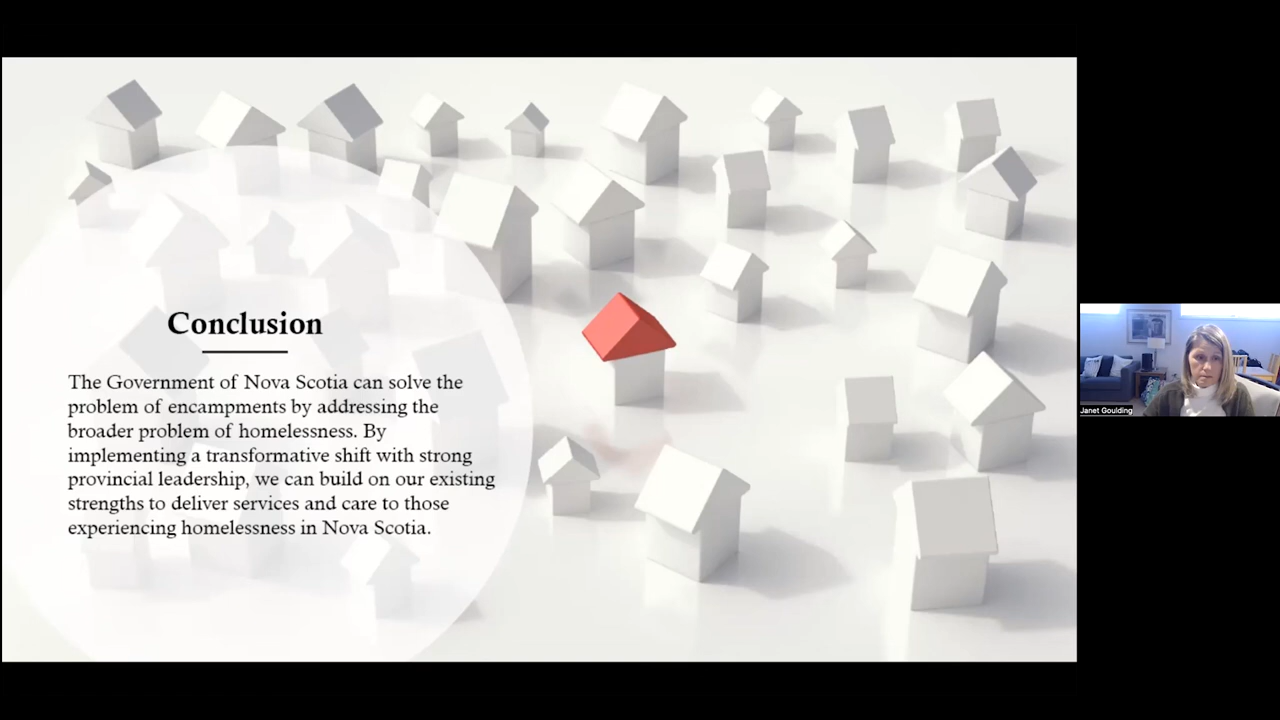 Conclusion
The Government of Nova Scotia can solve the
problem of encampments by addressing the
broader problem of homelessness. By
implementing a transformative shift with strong
provincial leadership, we can build on our existing
strengths to deliver services and care to those
experiencing homelessness in Nova Scotia.
Janet Goulding